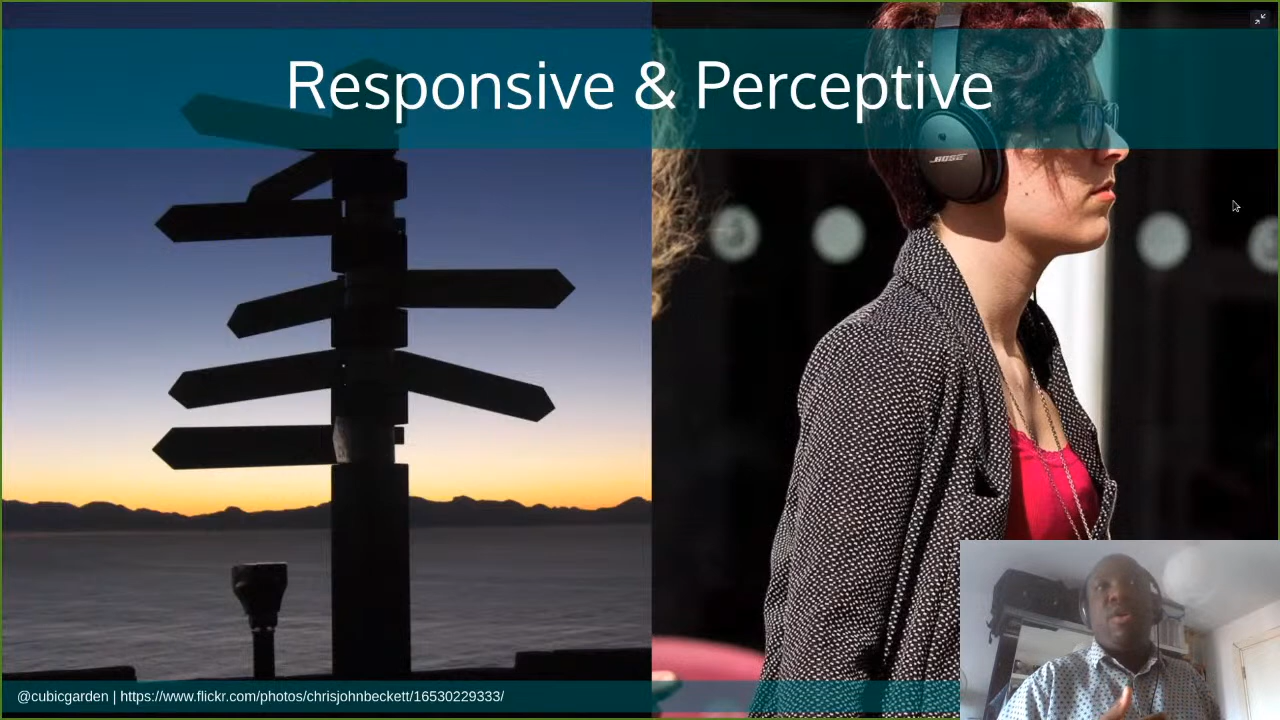 Responsive & Perceptive
BOSE
@cubicgarden | https://www.flickr.com/photos/chrisjohnbeckett/16530229333/